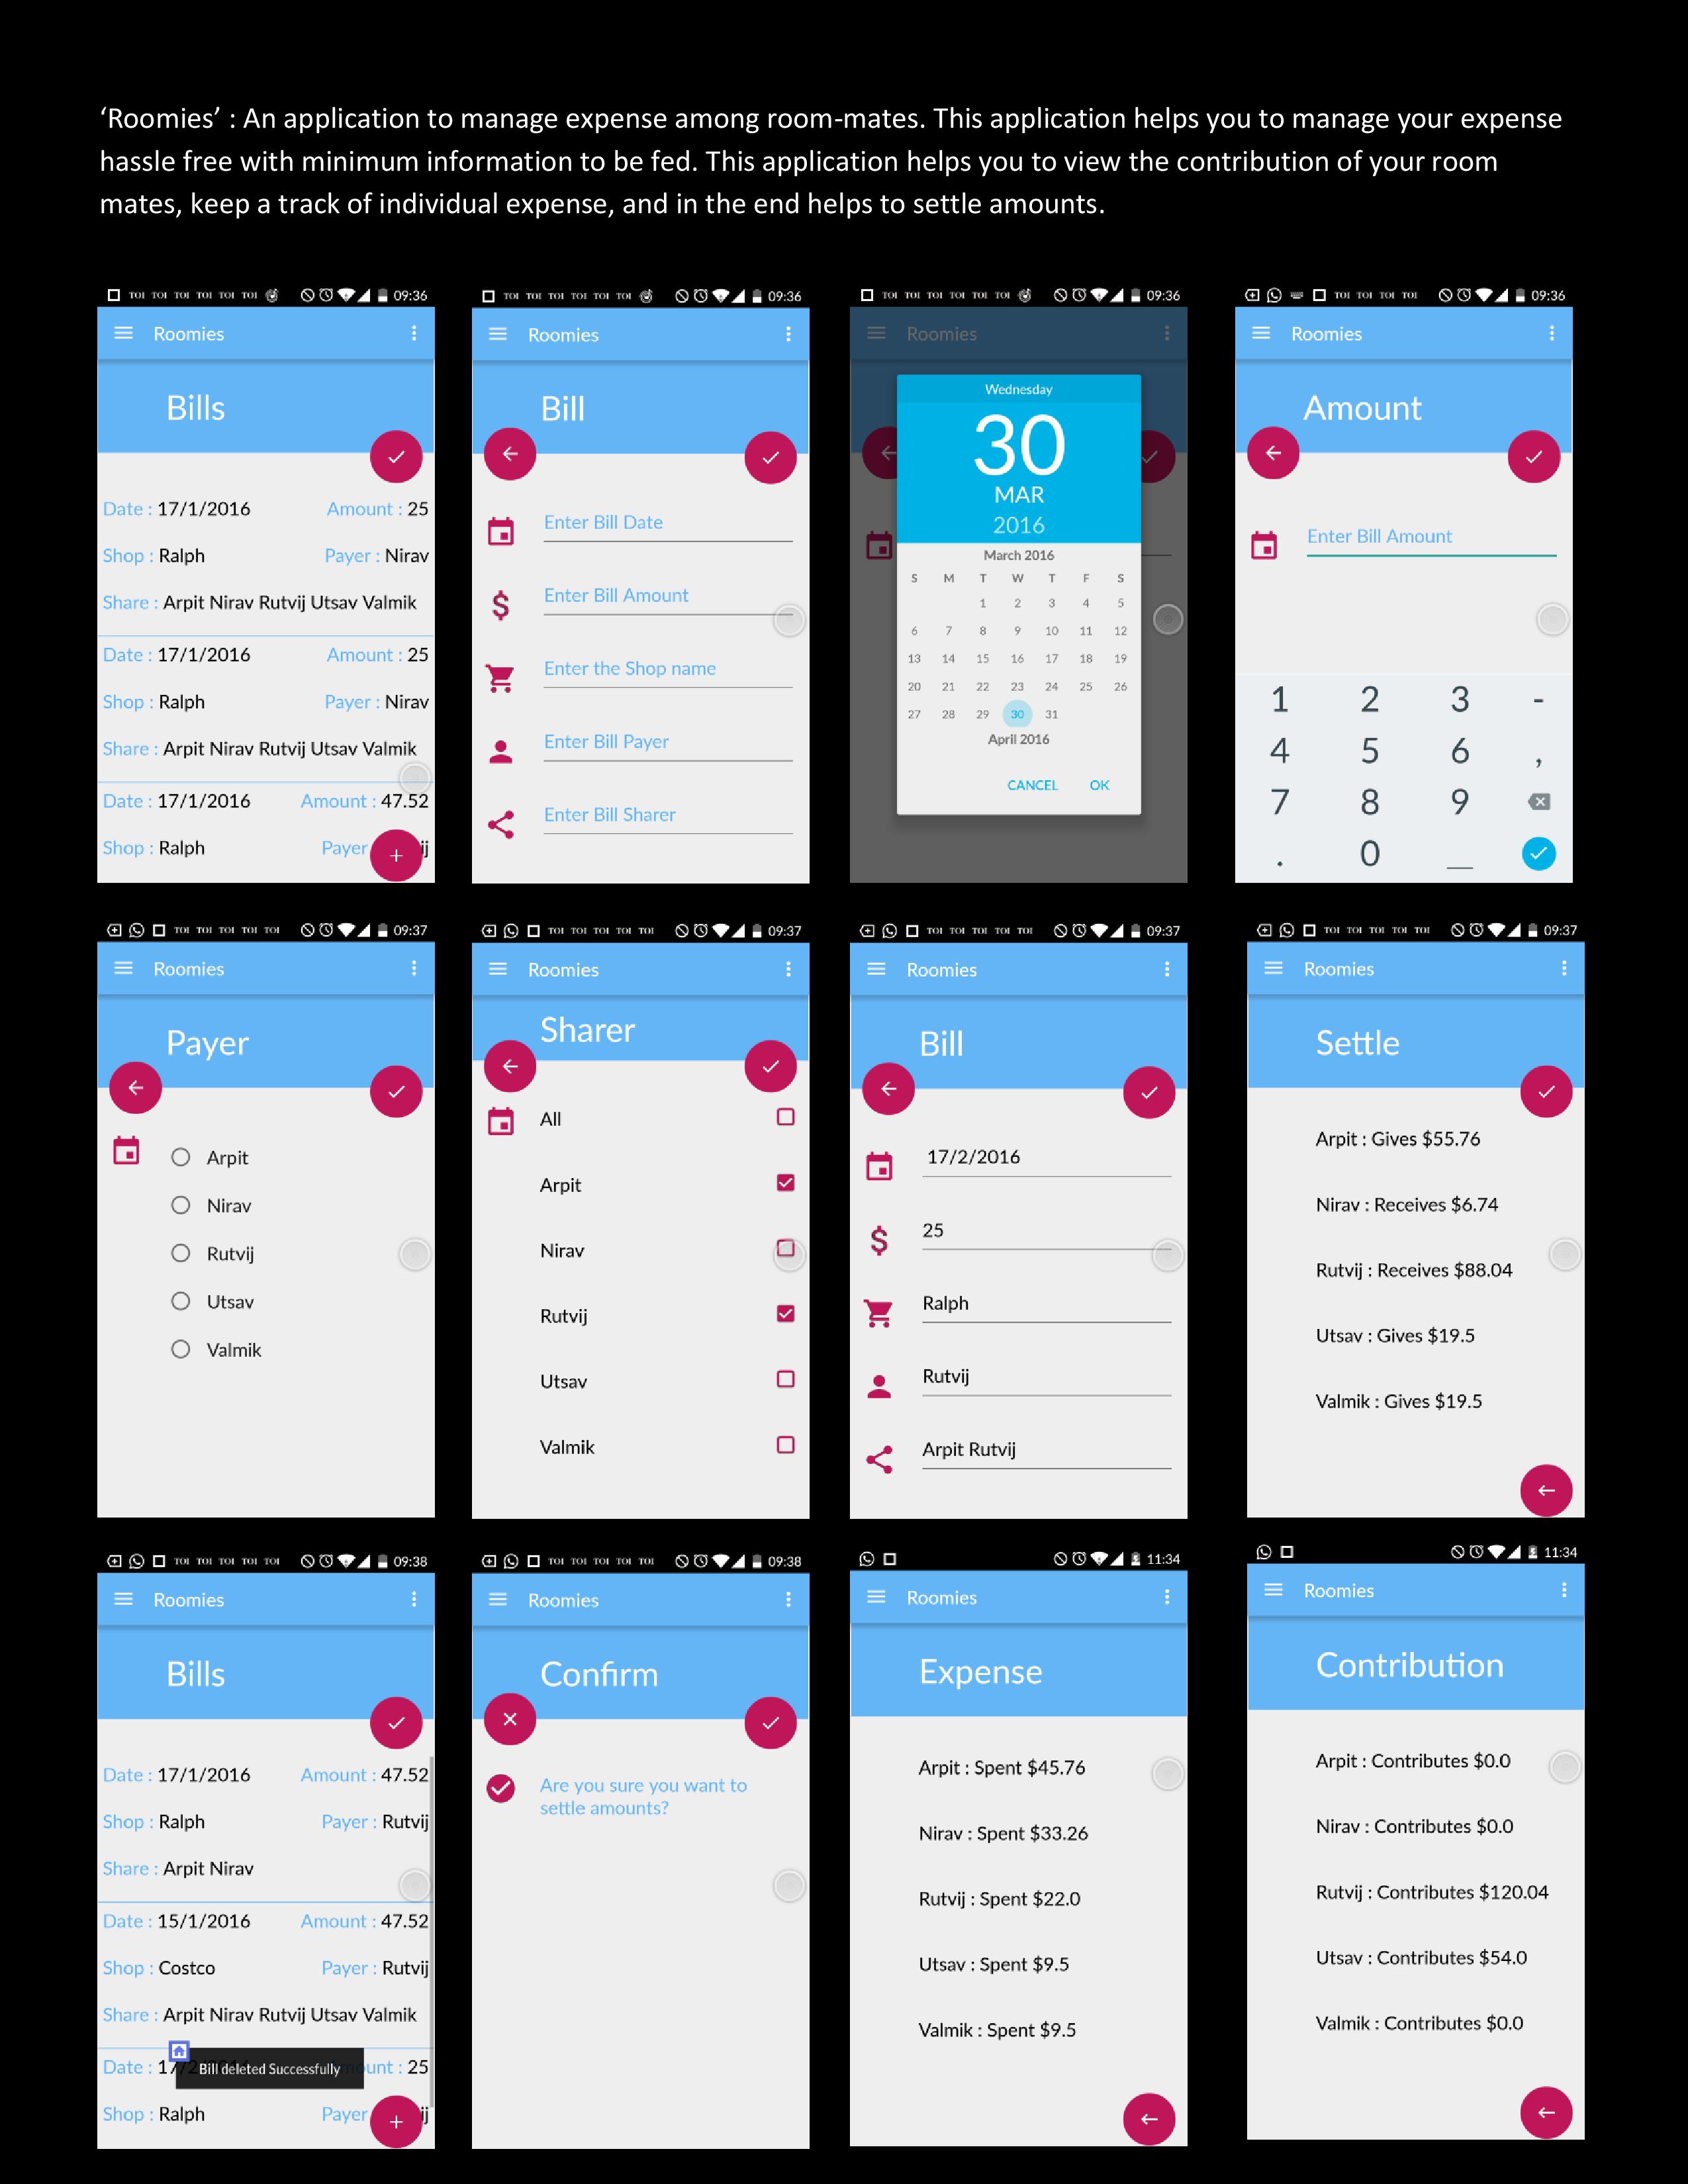 ‘Roomies’ : An application to manage expense among room-mates. This application helps you to manage your expense
hassle free with minimum information to be fed. This application helps you to view the contribution of your room
mates, keep a track of individual expense, and in the end helps to settle amounts.
TOI TOI TOI TOI TOI TOI 09:36
Roomies
Bills
Date : 17/1/2016 Amount : 25
Shop : Ralph Payer : Nirav
Share : Arpit Nirav Rutvij Utsav Valmik
Date : 17/1/2016 Amount : 25
Shop : Ralph Payer : Nirav
Share : Arpit Nirav Rutvij Utsav Valmik
Date : 17/1/2016 Amount : 47.52
Shop : Ralph Payer ij
TOI TOI TOI TOI TOI TOI 09:36
Roomies
Bill
Enter Bill Date
$ Enter Bill Amount
Enter the Shop name
Enter Bill Payer
Enter Bill Sharer
TOI TOI TOI TOI TOI TOI 09:36
Roomies
Wednesday
30
MAR
2016
March 2016
S M T W T F S
1 2 3 4 5
6 7 8 9 10 11 12
13 14 15 16 17 18 19
20 21 22 23 24 25 26
27 28 29 30 31
April 2016
CANCEL OK
TOI TOI TOI TOI 09:36
Roomies
Amount
Enter Bill Amount
1 2 3 -
4 5 6 ,
7 8 9
. 0 _
TOI TOI TOI TOI TOI 09:37
Roomies
Payer
Arpit
Nirav
Rutvij
Utsav
Valmik
TOI TOI TOI TOI TOI 09:37
Roomies
Sharer
All
Arpit
Nirav
Rutvij
Utsav
Valmik
TOI TOI TOI TOI TOI 09:37
Roomies
Bill
17/2/2016
$ 25
Ralph
Rutvij
Arpit Rutvij
TOI TOI TOI TOI TOI 09:37
Roomies
Settle
Arpit : Gives $55.76
Nirav : Receives $6.74
Rutvij : Receives $88.04
Utsav : Gives $19.5
Valmik : Gives $19.5
TOI TOI TOI TOI TOI 09:38
Roomies
Bills
Date : 17/1/2016 Amount : 47.52
Shop : Ralph Payer : Rutvij
Share : Arpit Nirav
Date : 15/1/2016 Amount : 47.52
Shop : Costco Payer : Rutvij
Share : Arpit Nirav Rutvij Utsav Valmik
Date : ount : 25
Bill deleted Successfully
Shop : Ralph Payer ij
TOI TOI TOI TOI TOI 09:38
Roomies
Confirm
Are you sure you want to
settle amounts?
11:34
Roomies
Expense
Arpit : Spent $45.76
Nirav : Spent $33.26
Rutvij : Spent $22.0
Utsav : Spent $9.5
Valmik : Spent $9.5
11:34
Roomies
Contribution
Arpit : Contributes $0.0
Nirav : Contributes $0.0
Rutvij : Contributes $120.04
Utsav : Contributes $54.0
Valmik : Contributes $0.0